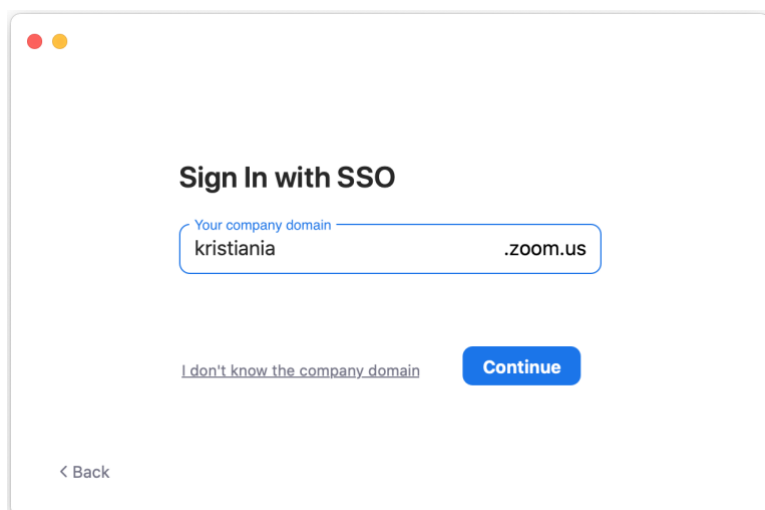 Sign In with SSO
Your company domain
kristiania .zoom.us
I don't know the company domain Continue
< Back